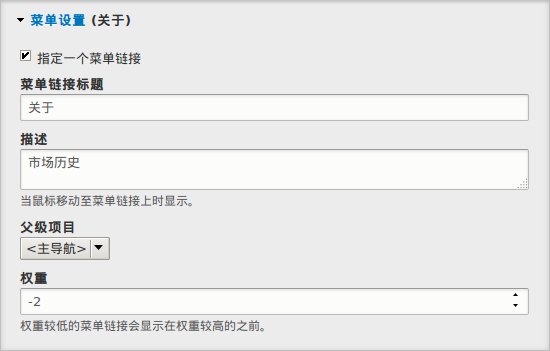 菜单设置 (关于)
指定一个菜单链接
菜单链接标题
关于
描述
市场历史
当鼠标移动至菜单链接上时显示。
父级项目
<主导航>
权重
-2
权重较低的菜单链接会显示在权重较高的之前。